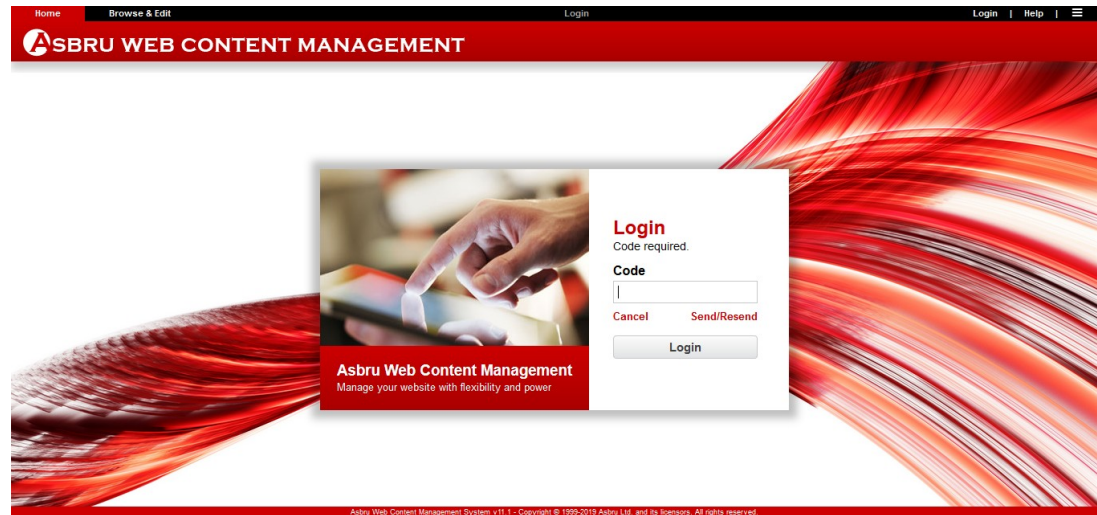 Home Browse & Edit Login Login | Help |
ASBRU WEB CONTENT MANAGEMENT
Login
Code required.
Code
Cancel Send/Resend
Login
Asbru Web Content Management
Manage your website with flexibility and power
Asbru Web Content Management System v11.1 - Copyright © 1999-2019 Asbru Ltd. and its licensors. All rights reserved.